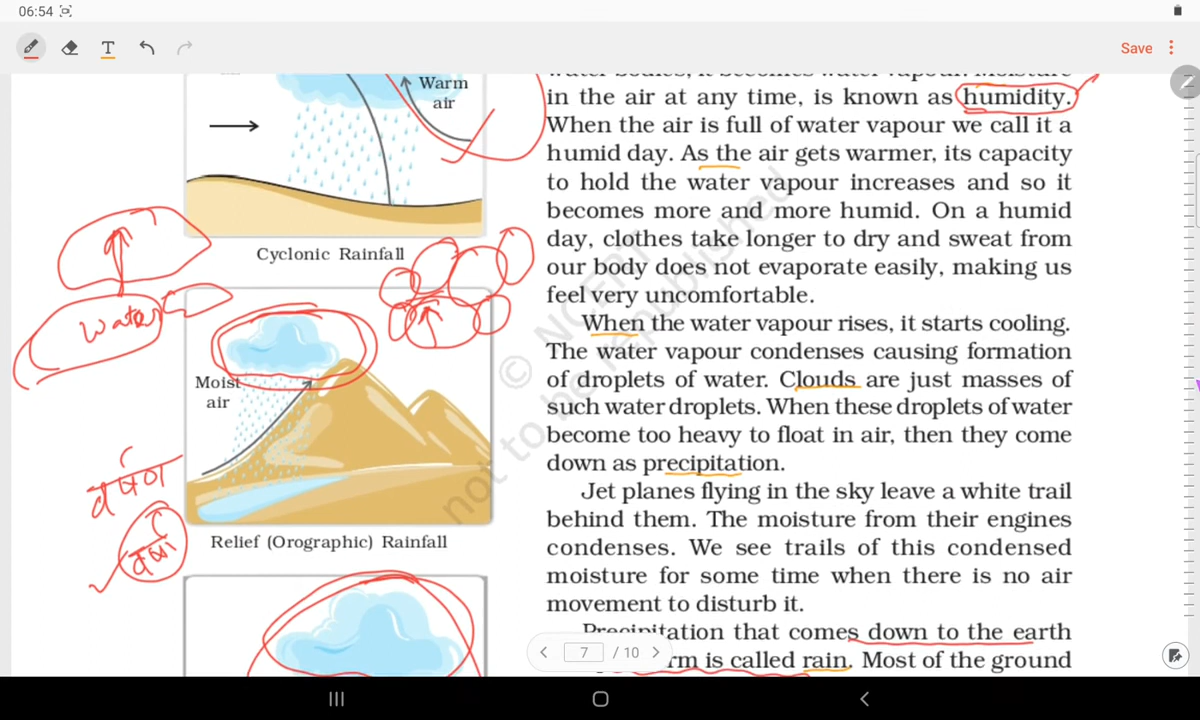 06:54
T
Save
Warm
air
Cyclonic Rainfall
Water
Moist
air
वर्षण
वर्षा
Relief (Orographic) Rainfall
in the air at any time, is known as humidity.
When the air is full of water vapour we call it a
humid day. As the air gets warmer, its capacity
to hold the water vapour increases and so it
becomes more and more humid. On a humid
day, clothes take longer to dry and sweat from
our body does not evaporate easily, making us
feel very uncomfortable.
When the water vapour rises, it starts cooling.
The water vapour condenses causing formation
of droplets of water. Clouds are just masses of
such water droplets. When these droplets of water
become too heavy to float in air, then they come
down as precipitation.
Jet planes flying in the sky leave a white trail
behind them. The moisture from their engines
condenses. We see trails of this condensed
moisture for some time when there is no air
movement to disturb it.
Precipitation that comes down to the earth
is called rain. Most of the ground
7 / 10
© NCERT
not to be republished